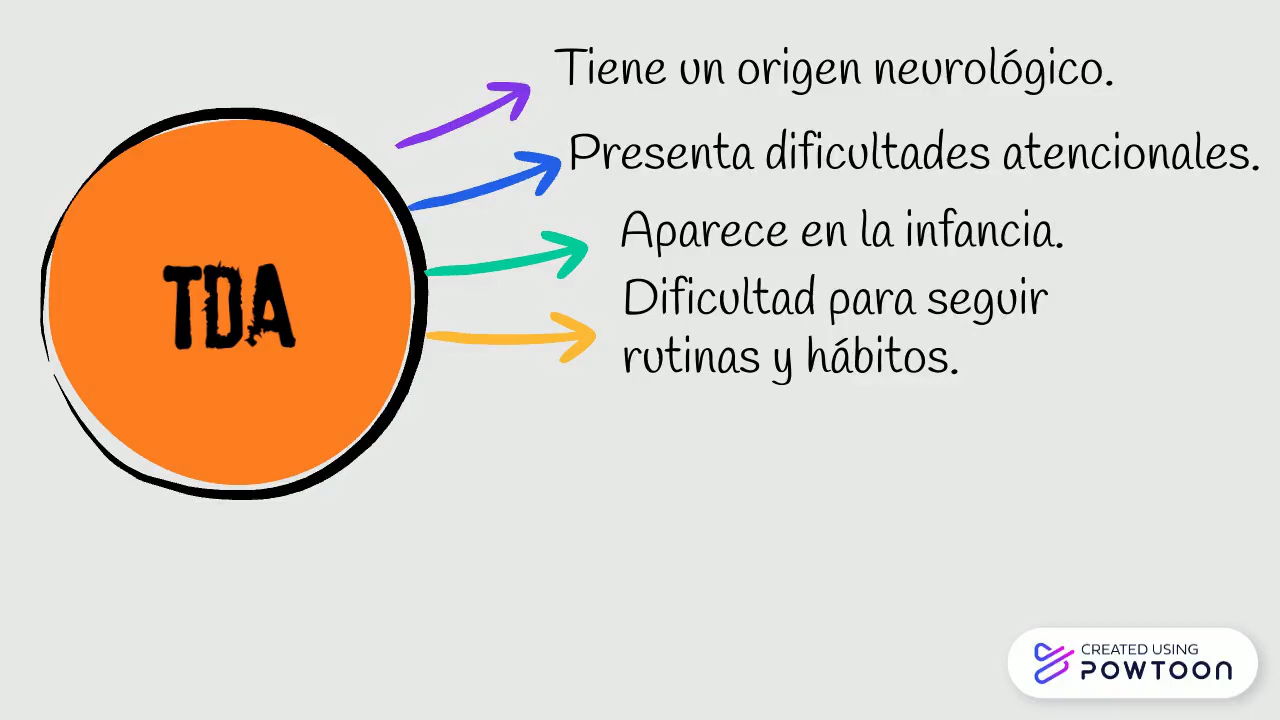 Tiene un origen neurológico.
Presenta dificultades atencionales.
Aparece en la infancia.
Dificultad para seguir
rutinas y hábitos.
TDA
CREATED USING
POWTOON